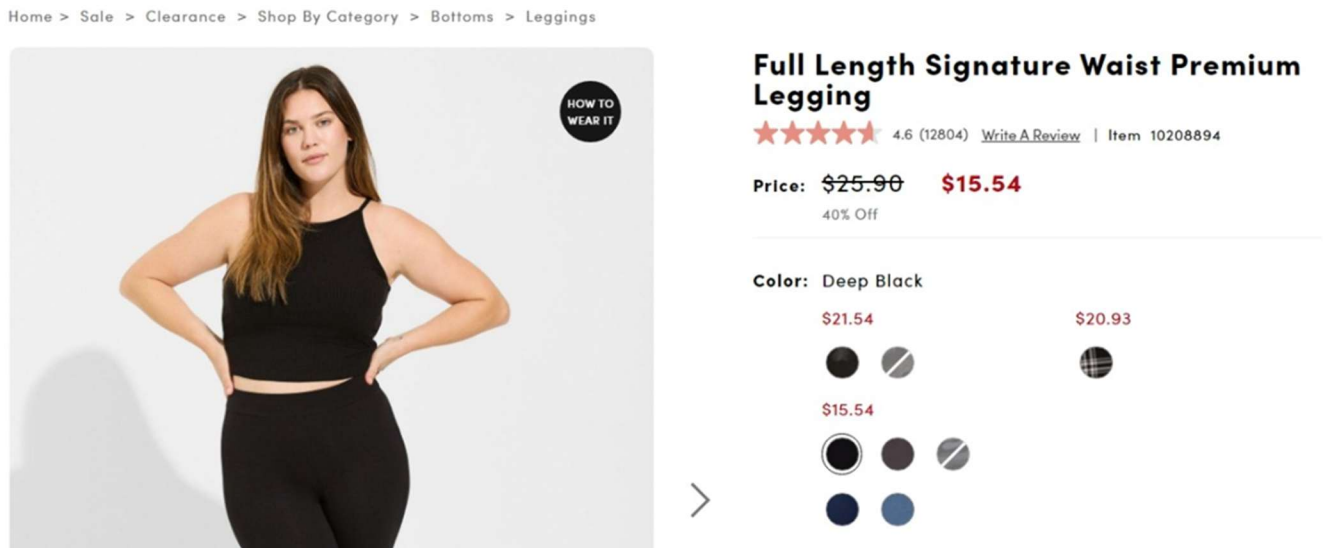 Home > Sale > Clearance > Shop By Category > Bottoms > Leggings
HOW TO
WEAR IT
Full Length Signature Waist Premium
Legging
4.6 (12804) Write A Review | Item 10208894
Price: $25.90 $15.54
40% Off
Color: Deep Black
$21.54 $20.93
$15.54